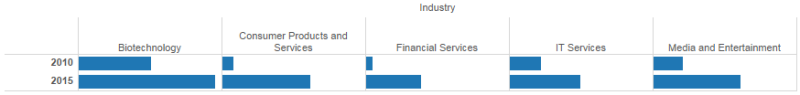 Industry
Biotechnology
Consumer Products and
Services
Financial Services
IT Services
Media and Entertainment
2010
2015